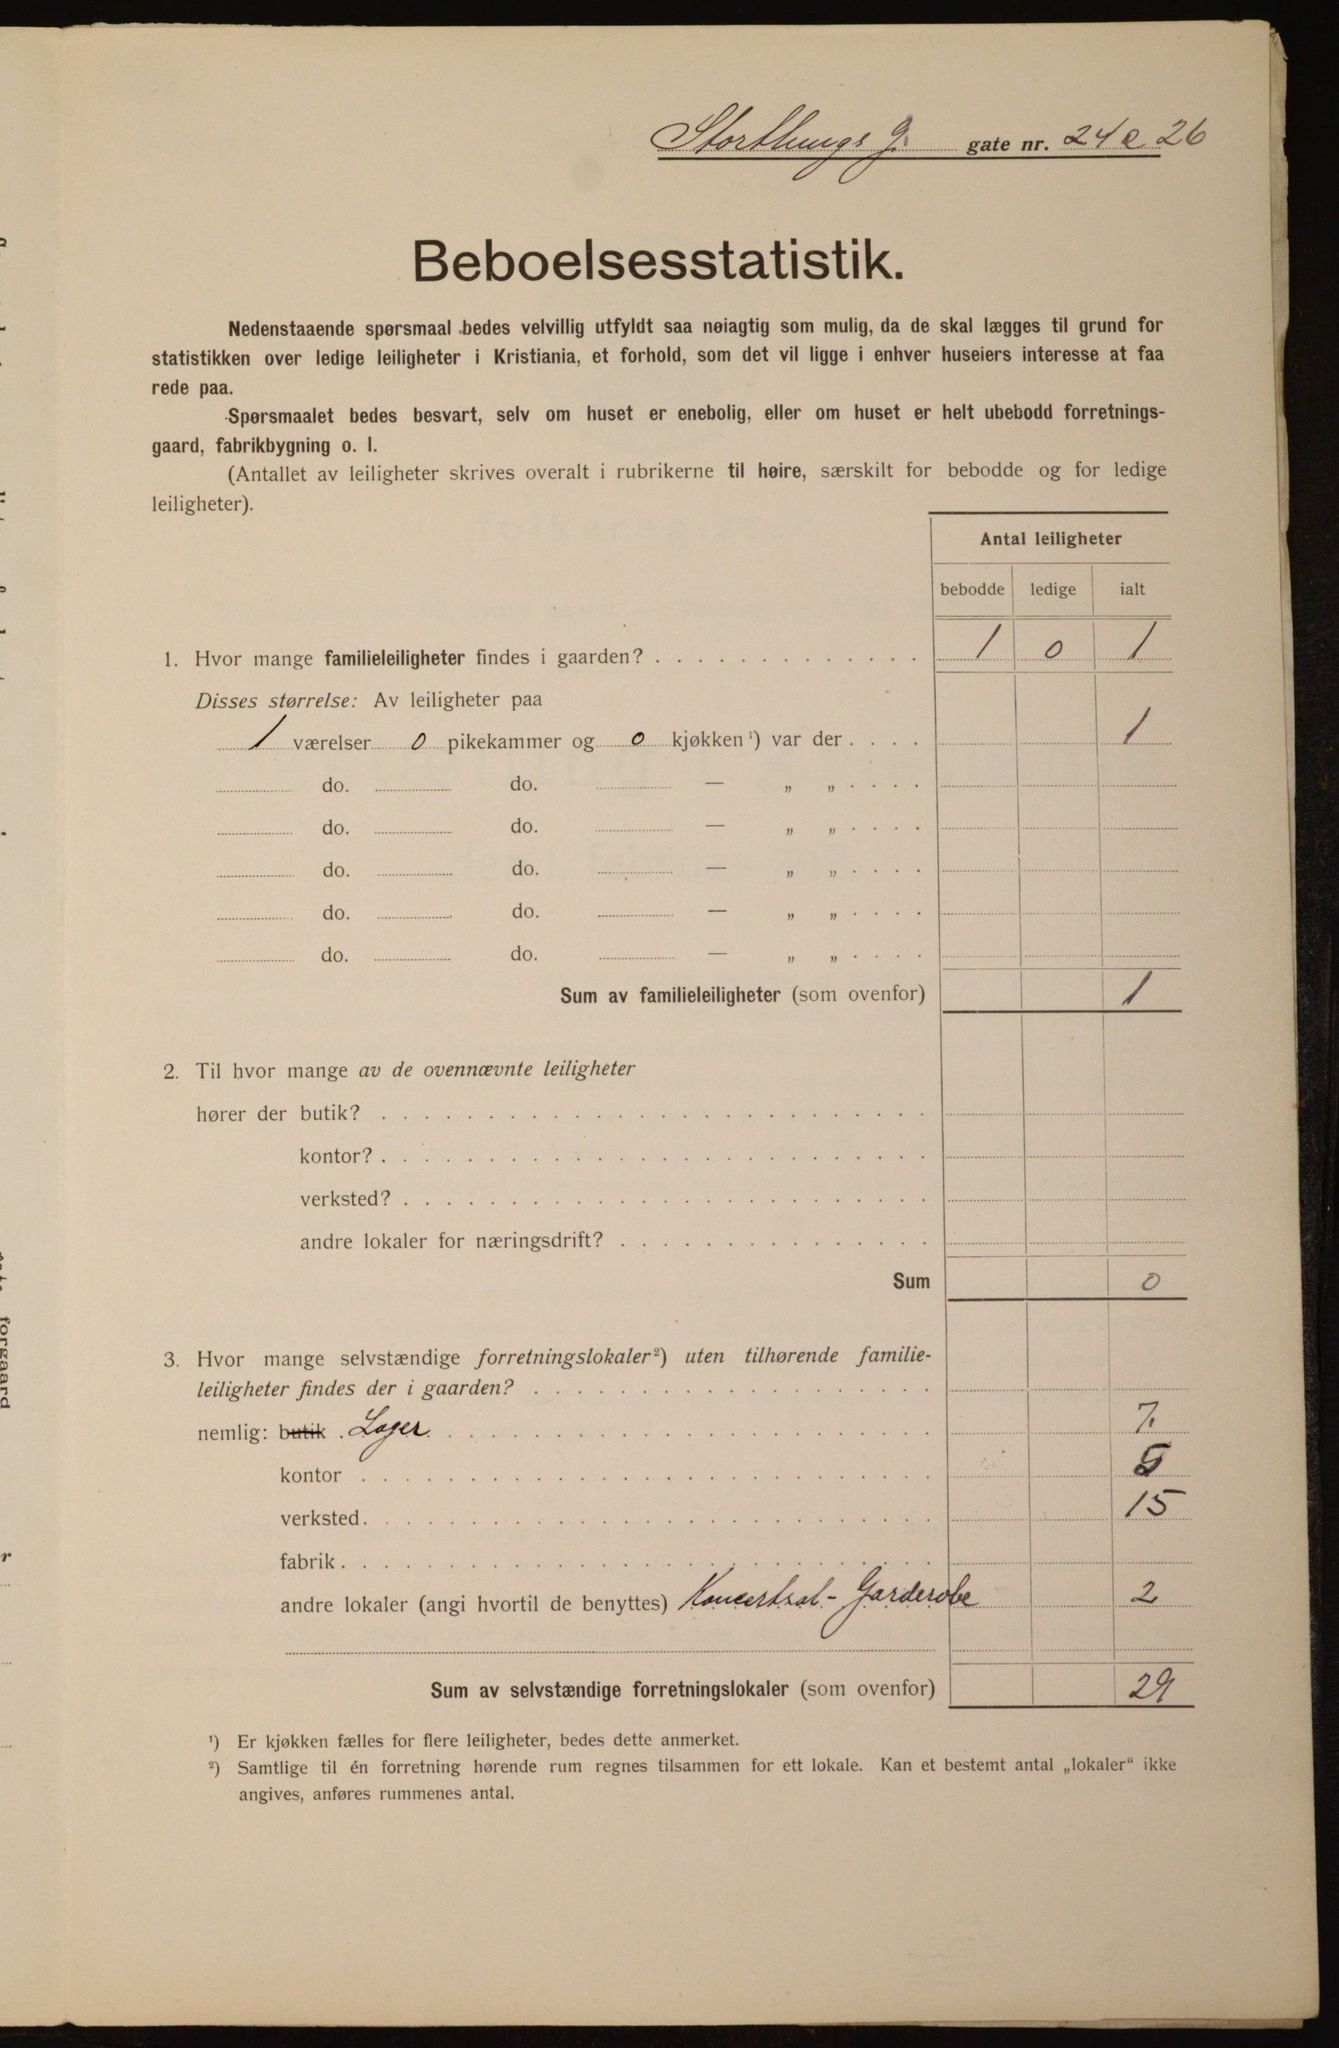 Storthings g. gate nr. 24 e 26
Beboelsesstatistik.
Nedenstaaende spørsmaal bedes velvillig utfyldt saa nøiagtig som mulig, da de skal lægges til grund for
statistikken over ledige leiligheter i Kristiania, et forhold, som det vil ligge i enhver huseiers interesse at faa
rede paa.
Spørsmaalet bedes besvart, selv om huset er enebolig, eller om huset er helt ubebodd forretnings-
gaard, fabrikbygning o. l.
(Antallet av leiligheter skrives overalt i rubrikerne til høire, særskilt for bebodde og for ledige
leiligheter).
Antal leiligheter
bebodde ledige ialt
1. Hvor mange familieleiligheter findes i gaarden? . . . . . . . . . . . . . 1 0 1
Disses størrelse: Av leiligheter paa
1 værelser 0 pikekammer og 0 kjøkken ¹) var der . . . . 1
do. do. — „ „ . . . .
do. do. — „ „ . . . .
do. do. — „ „ . . . .
do. do. — „ „ . . . .
do. do. — „ „ . . . .
Sum av familieleiligheter (som ovenfor) 1
2. Til hvor mange av de ovennævnte leiligheter
hører der butik? . . . . . . . . . . . . . . . . . . . . . . . . .
kontor? . . . . . . . . . . . . . . . . . . . . . . . . .
verksted? . . . . . . . . . . . . . . . . . . . . . . . .
andre lokaler for næringsdrift? . . . . . . . . . . . . . .
Sum 0
3. Hvor mange selvstændige forretningslokaler²) uten tilhørende familie-
leiligheter findes der i gaarden? . . . . . . . . . . . . . . . . . .
nemlig: butik . Lager. . . . . . . . . . . . . . . . . . . . . . . 7.
kontor . . . . . . . . . . . . . . . . . . . . . . . . . . 5
verksted. . . . . . . . . . . . . . . . . . . . . . . . . . 15
fabrik . . . . . . . . . . . . . . . . . . . . . . . . . . .
andre lokaler (angi hvortil de benyttes) Koncertsal - Garderobe 2
Sum av selvstændige forretningslokaler (som ovenfor) 29
¹) Er kjøkken fælles for flere leiligheter, bedes dette anmerket.
²) Samtlige til én forretning hørende rum regnes tilsammen for ett lokale. Kan et bestemt antal „lokaler“ ikke
angives, anføres rummenes antal.